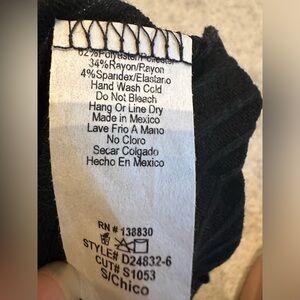 62%Polyester/Poliester
34%Rayon/Rayon
4%Spandex/Elastano
Hand Wash Cold
Do Not Bleach
Hang Or Line Dry
Made in Mexico
Lave Frio A Mano
No Cloro
Secar Colgado
Hecho En Mexico
RN # 138830
STYLE# D24832-6
CUT# S1053
S/Chico